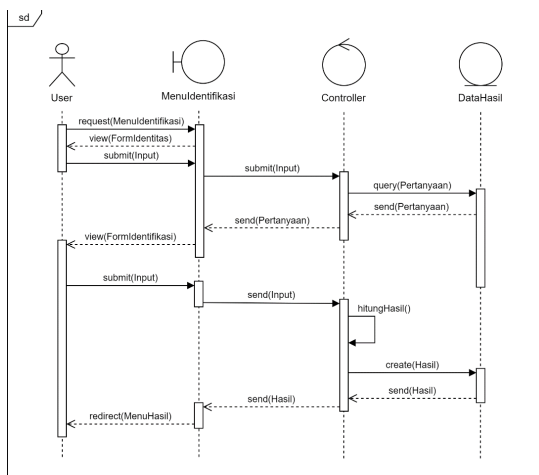 sd
User
MenuIdentifikasi
Controller
DataHasil
request(MenuIdentifikasi)
view(FormIdentitas)
submit(Input)
submit(Input)
query(Pertanyaan)
send(Pertanyaan)
send(Pertanyaan)
view(FormIdentifikasi)
submit(Input)
send(Input)
hitungHasil()
create(Hasil)
send(Hasil)
send(Hasil)
redirect(MenuHasil)